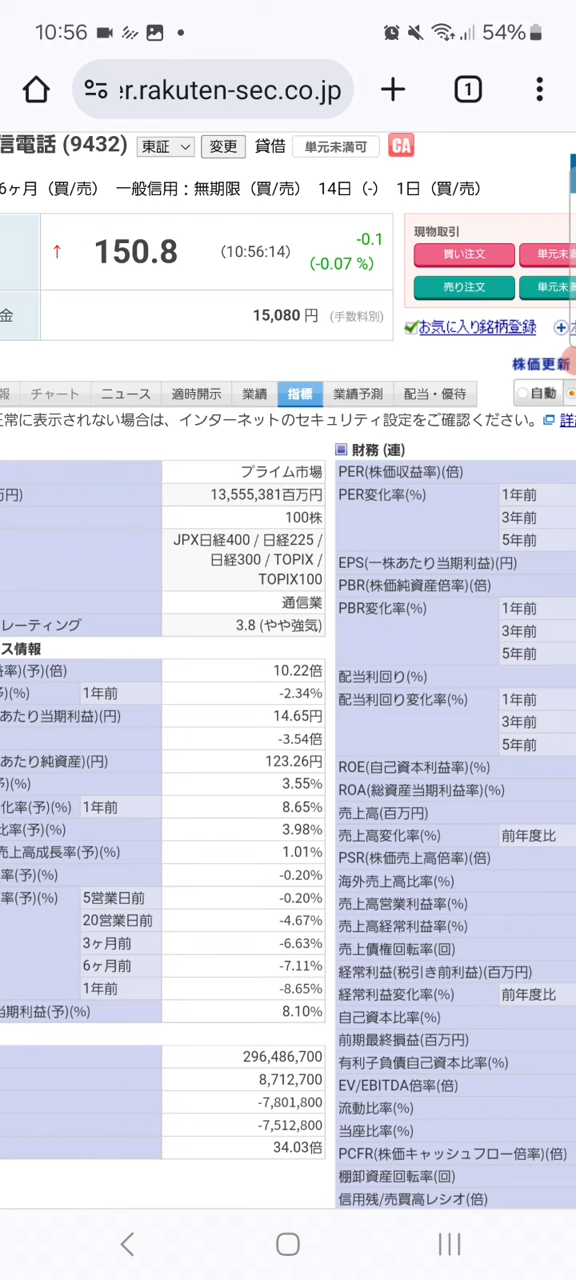 10:56 54%
er.rakuten-sec.co.jp 1
信電話 (9432) 東証 変更 貸借 単元未満可 CA
6ヶ月（買/売） 一般信用：無期限（買/売） 14日（-） 1日（買/売）
↑ 150.8 (10:56:14) -0.1
(-0.07 %)
現物取引
買い注文 単元未
売り注文 単元未
金 15,080 円 (手数料別)
お気に入り銘柄登録
株価更新
報 チャート ニュース 適時開示 業績 指標 業績予測 配当・優待 自動
正常に表示されない場合は、インターネットのセキュリティ設定をご確認ください。 詳
財務 (連)
プライム市場
万円) 13,555,381百万円
100株
JPX日経400 / 日経225 /
日経300 / TOPIX /
TOPIX100
通信業
レーティング 3.8 (やや強気)
ス情報
益率)(予)(倍) 10.22倍
予)(%) 1年前 -2.34%
あたり当期利益)(円) 14.65円
-3.54倍
あたり純資産)(円) 123.26円
予)(%) 3.55%
化率(予)(%) 1年前 8.65%
比率(予)(%) 3.98%
売上高成長率(予)(%) 1.01%
率(予)(%) -0.20%
率(予)(%) 5営業日前 -0.20%
20営業日前 -4.67%
3ヶ月前 -6.63%
6ヶ月前 -7.11%
1年前 -8.65%
当期利益(予)(%) 8.10%
296,486,700
8,712,700
-7,801,800
-7,512,800
34.03倍
PER(株価収益率)(倍)
PER変化率(%) 1年前
3年前
5年前
EPS(一株あたり当期利益)(円)
PBR(株価純資産倍率)(倍)
PBR変化率(%) 1年前
3年前
5年前
配当利回り(%)
配当利回り変化率(%) 1年前
3年前
5年前
ROE(自己資本利益率)(%)
ROA(総資産当期利益率)(%)
売上高(百万円)
売上高変化率(%) 前年度比
PSR(株価売上高倍率)(倍)
海外売上高比率(%)
売上高営業利益率(%)
売上高経常利益率(%)
売上債権回転率(回)
経常利益(税引き前利益)(百万円)
経常利益変化率(%) 前年度比
自己資本比率(%)
前期最終損益(百万円)
有利子負債自己資本比率(%)
EV/EBITDA倍率(倍)
流動比率(%)
当座比率(%)
PCFR(株価キャッシュフロー倍率)(倍)
棚卸資産回転率(回)
信用残/売買高レシオ(倍)